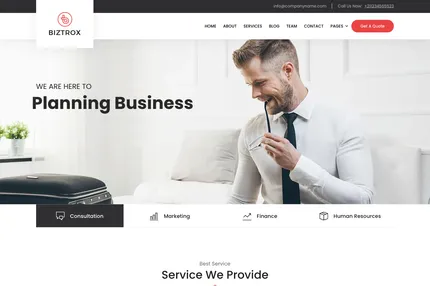 info@companyname.com | Call Us Now:
BIZTROX
HOME ABOUT SERVICES BLOG TEAM CONTACT PAGES Get A Quote
WE ARE HERE TO
Planning Business
Consultation Marketing Finance Human Resources
Best Service
Service We Provide